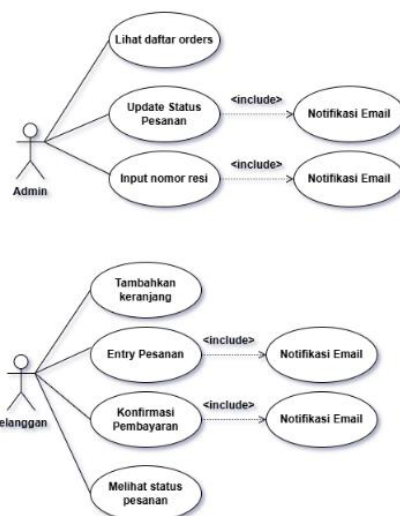 Lihat daftar orders
Update Status
Pesanan
<include>
Notifikasi Email
Input nomor resi
<include>
Notifikasi Email
Admin
Tambahkan
keranjang
Entry Pesanan
<include>
Notifikasi Email
Konfirmasi
Pembayaran
<include>
Notifikasi Email
elanggan
Melihat status
pesanan